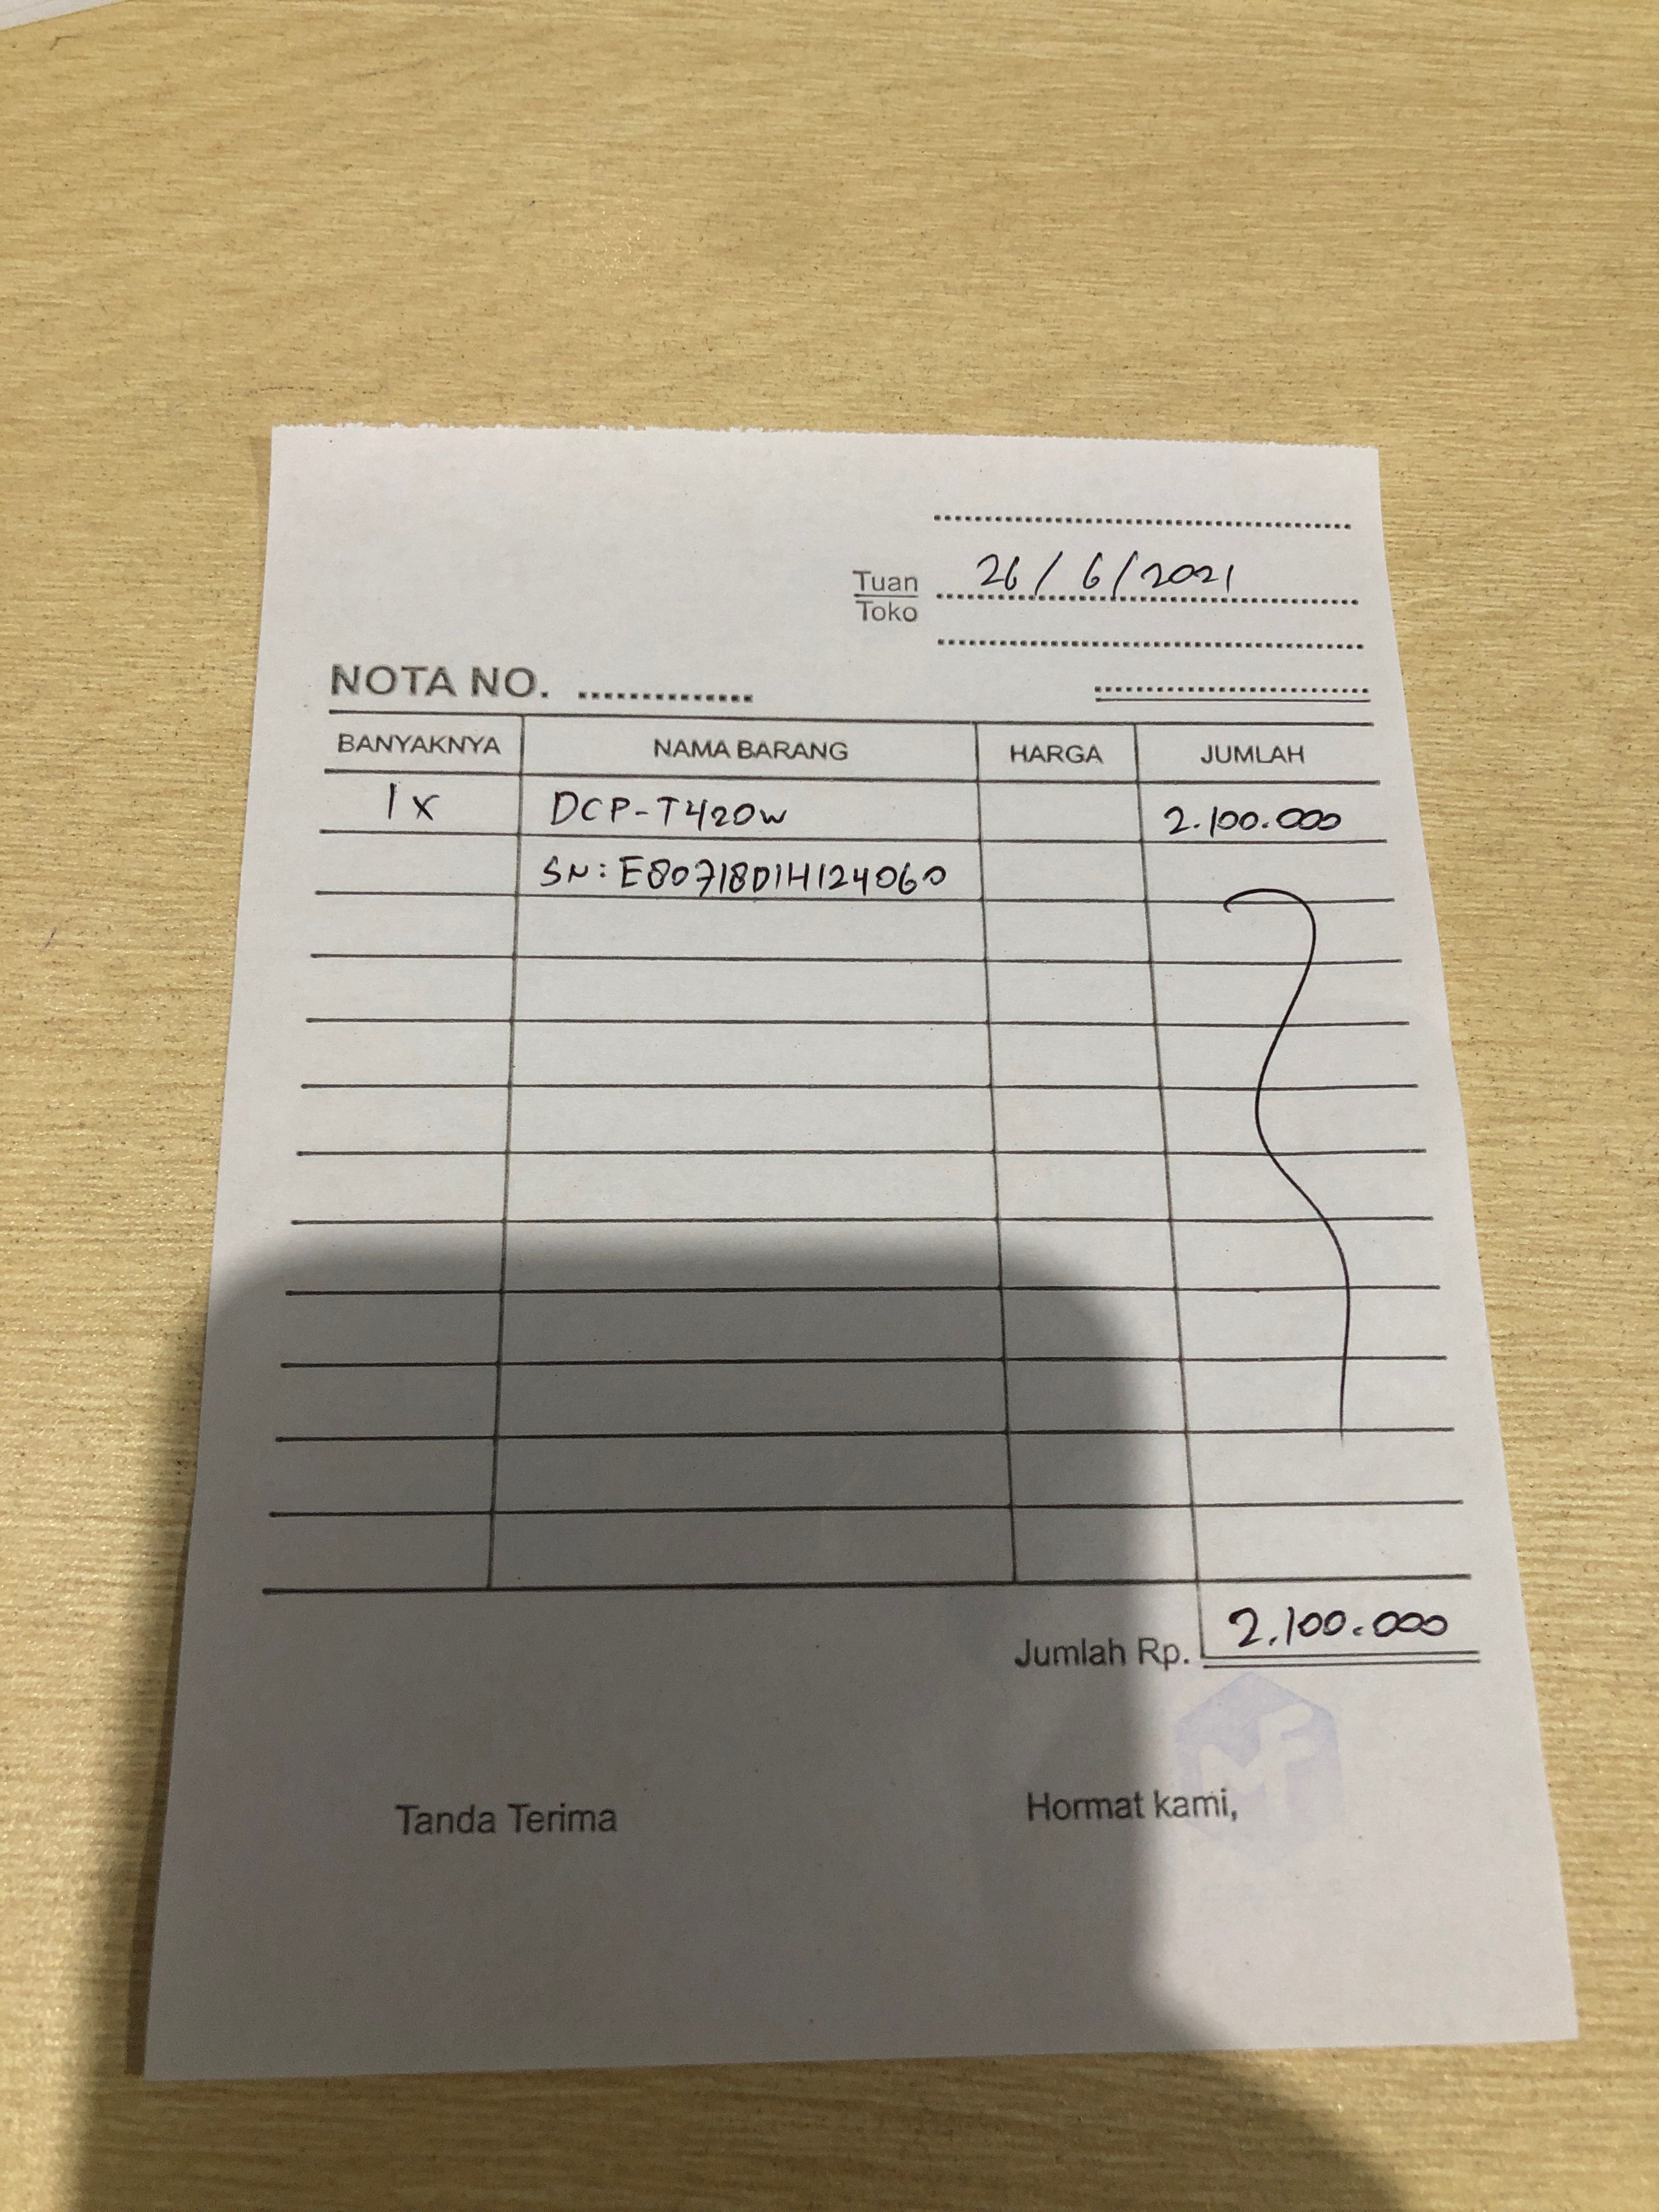 26/6/2021
Tuan
Toko
NOTA NO.
BANYAKNYA NAMA BARANG HARGA JUMLAH
1x DCP-T420W 2.100.000
SN: E80718D1H124060
Jumlah Rp. 2.100.000
Tanda Terima Hormat kami,